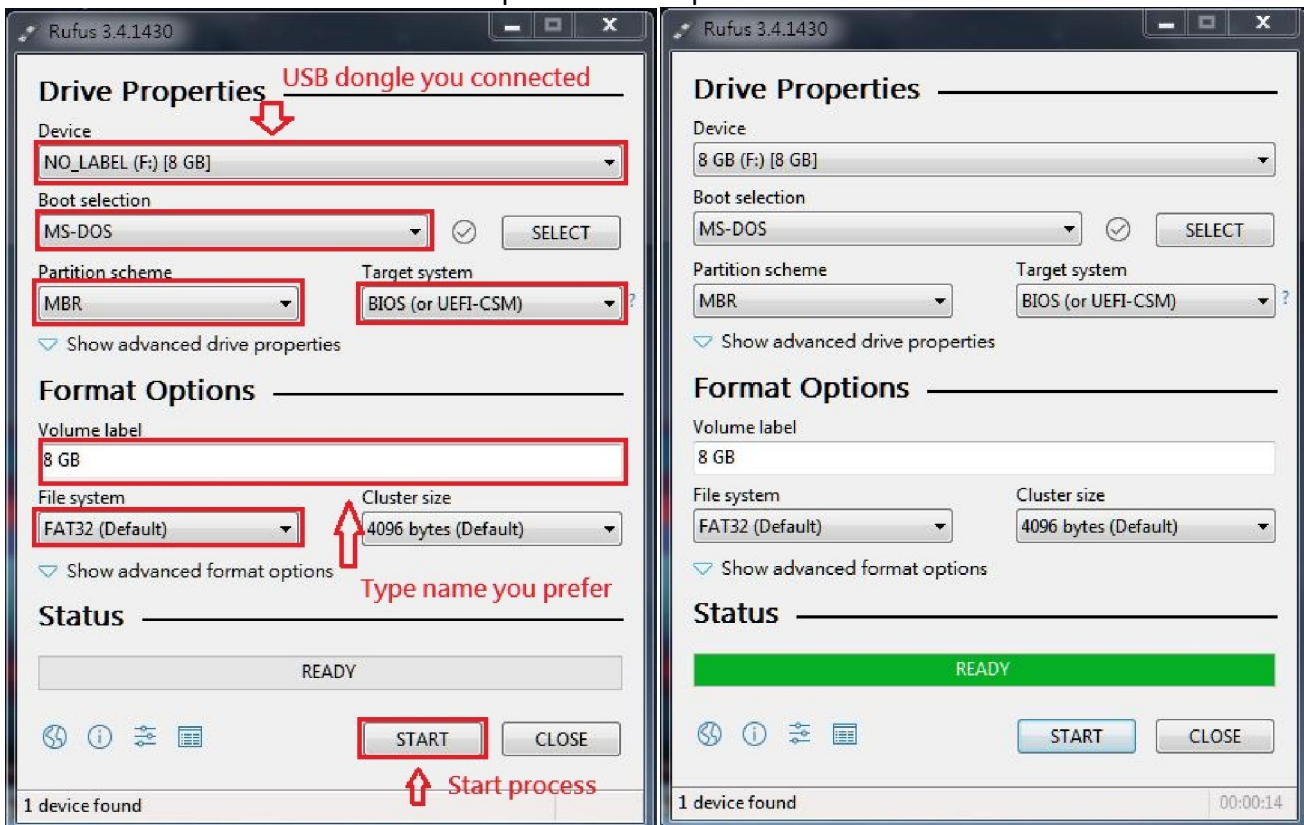 Rufus 3.4.1430
Drive Properties
USB dongle you connected
Device
NO_LABEL (F:) [8 GB]
Boot selection
MS-DOS
SELECT
Partition scheme
Target system
MBR
BIOS (or UEFI-CSM)
?
Show advanced drive properties
Format Options
Volume label
8 GB
File system
Cluster size
FAT32 (Default)
4096 bytes (Default)
Show advanced format options
Type name you prefer
Status
READY
START
CLOSE
Start process
1 device found
Rufus 3.4.1430
Drive Properties
Device
8 GB (F:) [8 GB]
Boot selection
MS-DOS
SELECT
Partition scheme
Target system
MBR
BIOS (or UEFI-CSM)
?
Show advanced drive properties
Format Options
Volume label
8 GB
File system
Cluster size
FAT32 (Default)
4096 bytes (Default)
Show advanced format options
Status
READY
START
CLOSE
1 device found
00:00:14